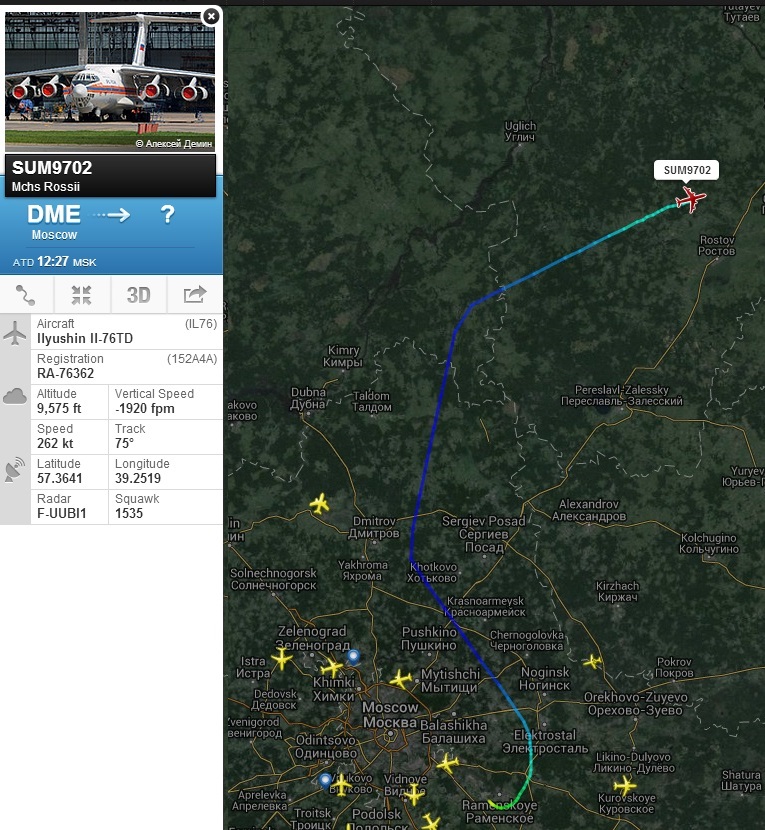 © Алексей Демин
SUM9702
Mchs Rossii
DME
?
Moscow
ATD 12:27 MSK
3D
Aircraft (IL76)
Ilyushin Il-76TD
Registration (152A4A)
RA-76362
Altitude Vertical Speed
9,575 ft -1920 fpm
Speed Track
262 kt 75°
Latitude Longitude
57.3641 39.2519
Radar Squawk
F-UUBI1 1535
Tutayev
Тутаев
Uglich
Углич
SUM9702
Rostov
Ростов
Kimry
Кимры
Dubna
Дубна
Taldom
Талдом
akovo
аково
Pereslavl-Zalessky
Переславль-Залесский
Yuryev-
Юрьев-
Alexandrov
Александров
lin
ин
Dmitrov
Дмитров
Sergiev Posad
Сергиев
Посад
Kolchugino
Кольчугино
Yakhroma
Яхрома
Khotkovo
Хотьково
Solnechnogorsk
Солнечногорск
Kirzhach
Киржач
Krasnoarmeysk
Красноармейск
Zelenograd
Зеленоград
Pushkino
Пушкино
Chernogolovka
Черноголовка
Istra
Истра
Khimki
Химки
Mytishchi
Мытищи
Noginsk
Ногинск
Pokrov
Покров
Dedovsk
Дедовск
Orekhovo-Zuyevo
Орехово-Зуево
Moscow
Москва
Zvenigorod
венигород
Balashikha
Балашиха
Elektrostal
Электросталь
Odintsovo
Одинцово
Likino-Dulyovo
Ликино-Дулево
Vnukovo
Внуково
Vidnoye
Видное
Shatura
Шатура
Aprelevka
Апрелевка
Kurovskoye
Куровское
Ramenskoye
Раменское
Troitsk
Троицк
Podolsk
Подольск